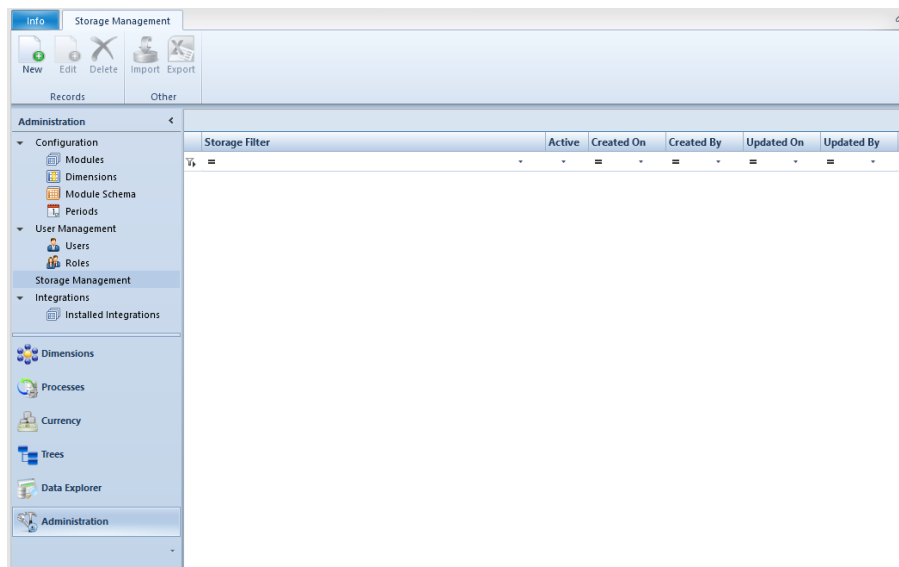 Info Storage Management
New Edit Delete Import Export
Records Other
Administration
Storage Filter Active Created On Created By Updated On Updated By
= = = = =
Configuration
Modules
Dimensions
Module Schema
Periods
User Management
Users
Roles
Storage Management
Integrations
Installed Integrations
Dimensions
Processes
Currency
Trees
Data Explorer
Administration